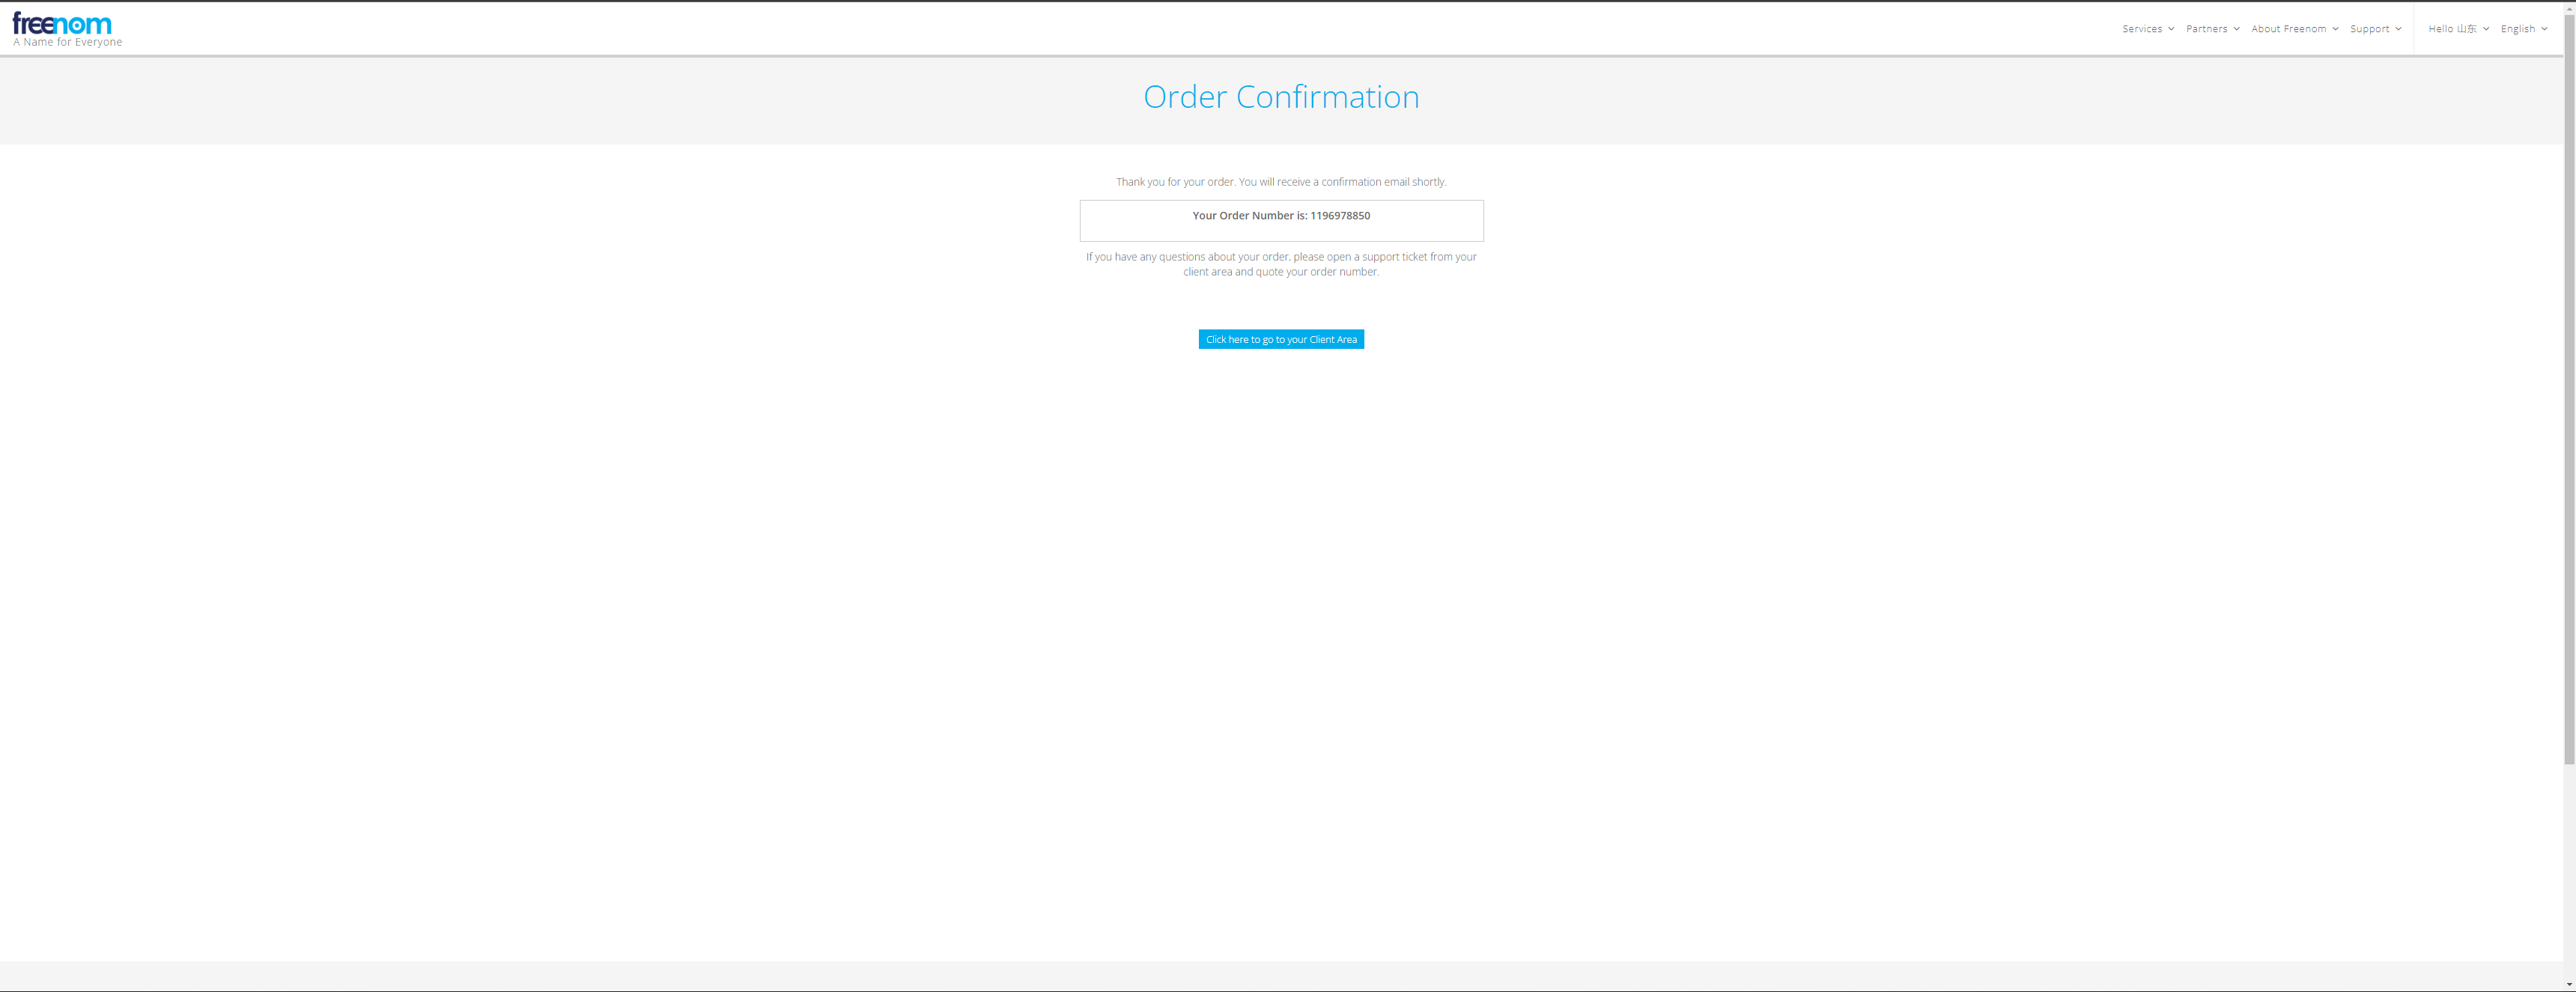 freenom
A Name for Everyone
Services Partners About Freenom Support Hello 山东 English
Order Confirmation
Thank you for your order. You will receive a confirmation email shortly.
Your Order Number is: 1196978850
If you have any questions about your order, please open a support ticket from your
client area and quote your order number.
Click here to go to your Client Area